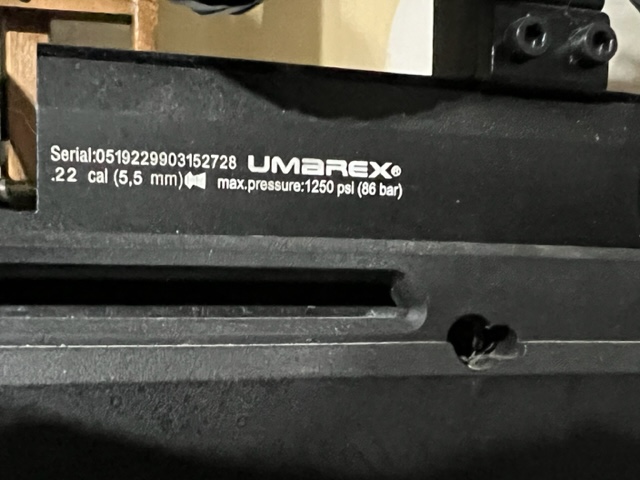 Serial:0519229903152728 UMAREX®
.22 cal (5,5 mm) max.pressure:1250 psi (86 bar)